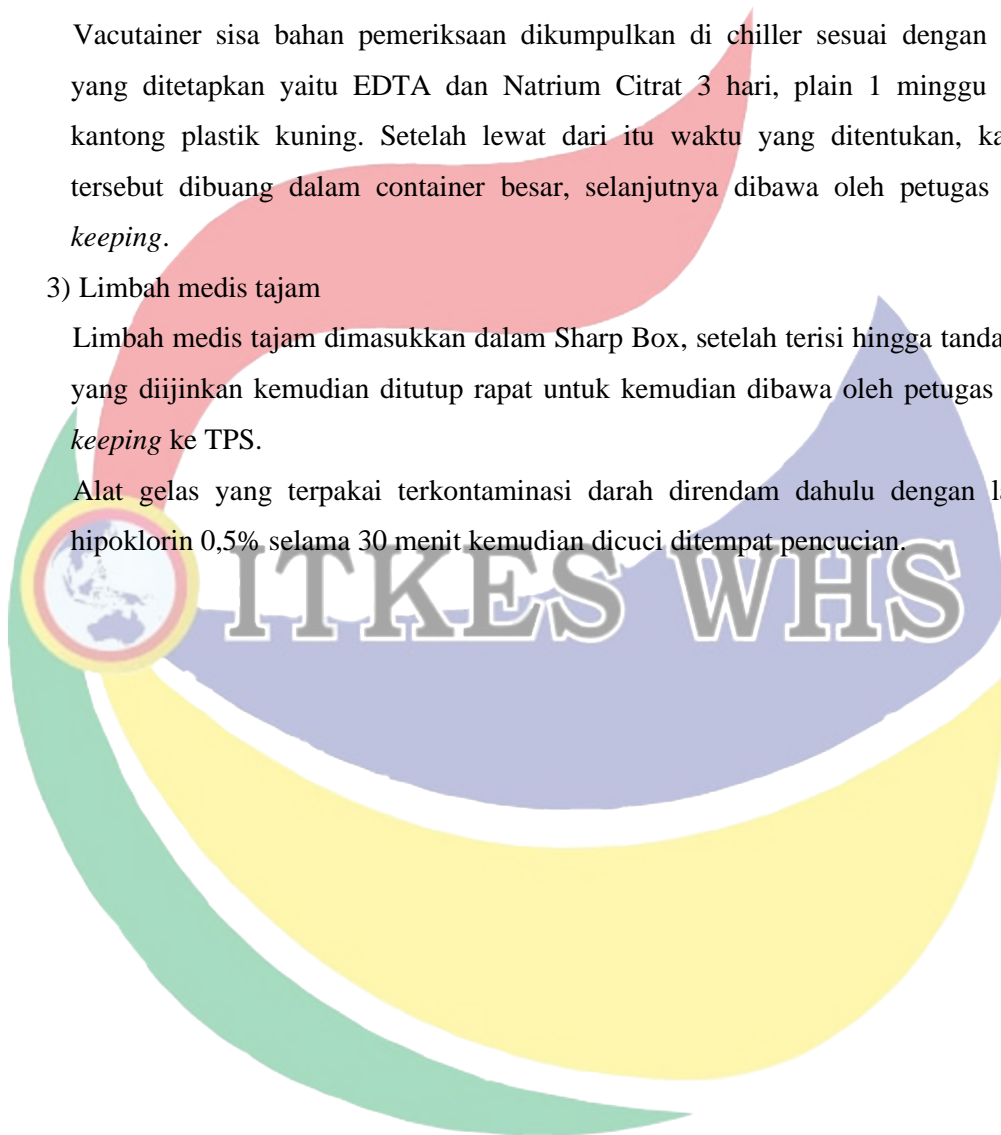 Vacutainer sisa bahan pemeriksaan dikumpulkan di chiller sesuai dengan
yang ditetapkan yaitu EDTA dan Natrium Citrat 3 hari, plain 1 minggu
kantong plastik kuning. Setelah lewat dari itu waktu yang ditentukan, ka
tersebut dibuang dalam container besar, selanjutnya dibawa oleh petugas
keeping.
3) Limbah medis tajam
Limbah medis tajam dimasukkan dalam Sharp Box, setelah terisi hingga tanda
yang diijinkan kemudian ditutup rapat untuk kemudian dibawa oleh petugas
keeping ke TPS.
Alat gelas yang terpakai terkontaminasi darah direndam dahulu dengan la
hipoklorin 0,5% selama 30 menit kemudian dicuci ditempat pencucian.
ITKES WHS